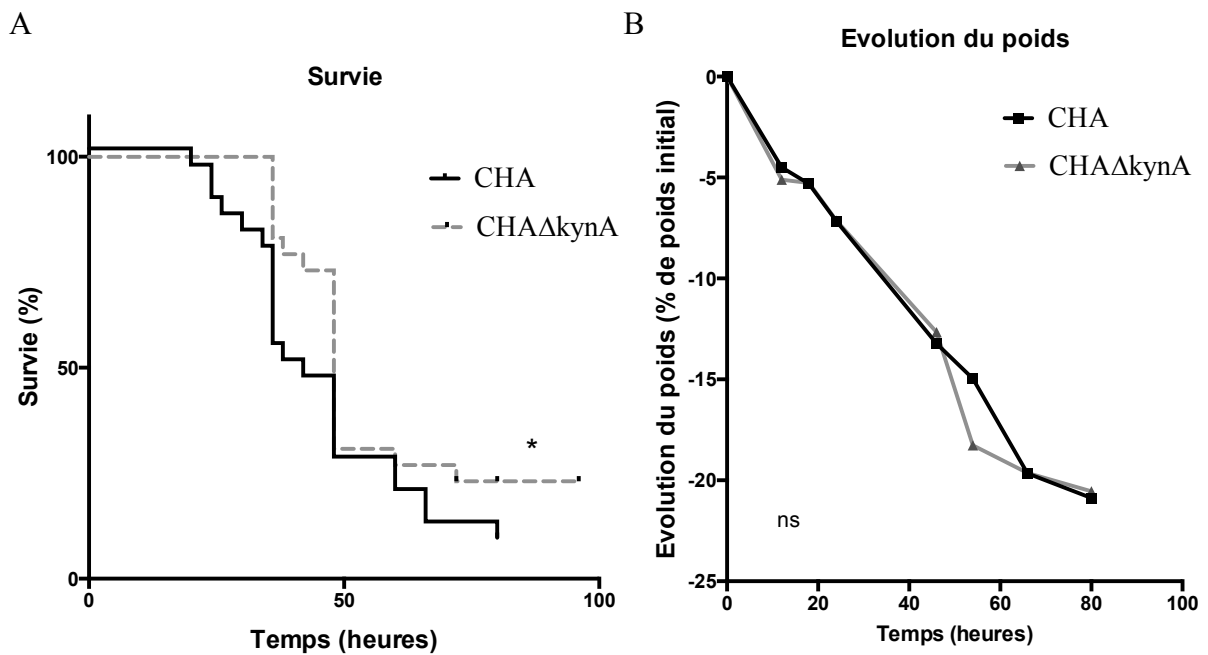 A
Survie
Survie (%)
100
50
0
0
50
100
Temps (heures)
CHA
CHAΔkynA
*
B
Evolution du poids
Evolution du poids (% de poids initial)
0
-5
-10
-15
-20
-25
0
20
40
60
80
100
Temps (heures)
CHA
CHAΔkynA
ns